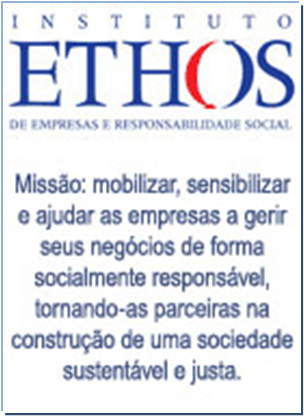 INSTITUTO
ETHOS
DE EMPRESAS E RESPONSABILIDADE SOCIAL
Missão: mobilizar, sensibilizar
e ajudar as empresas a gerir
seus negócios de forma
socialmente responsável,
tornando-as parceiras na
construção de uma sociedade
sustentável e justa.